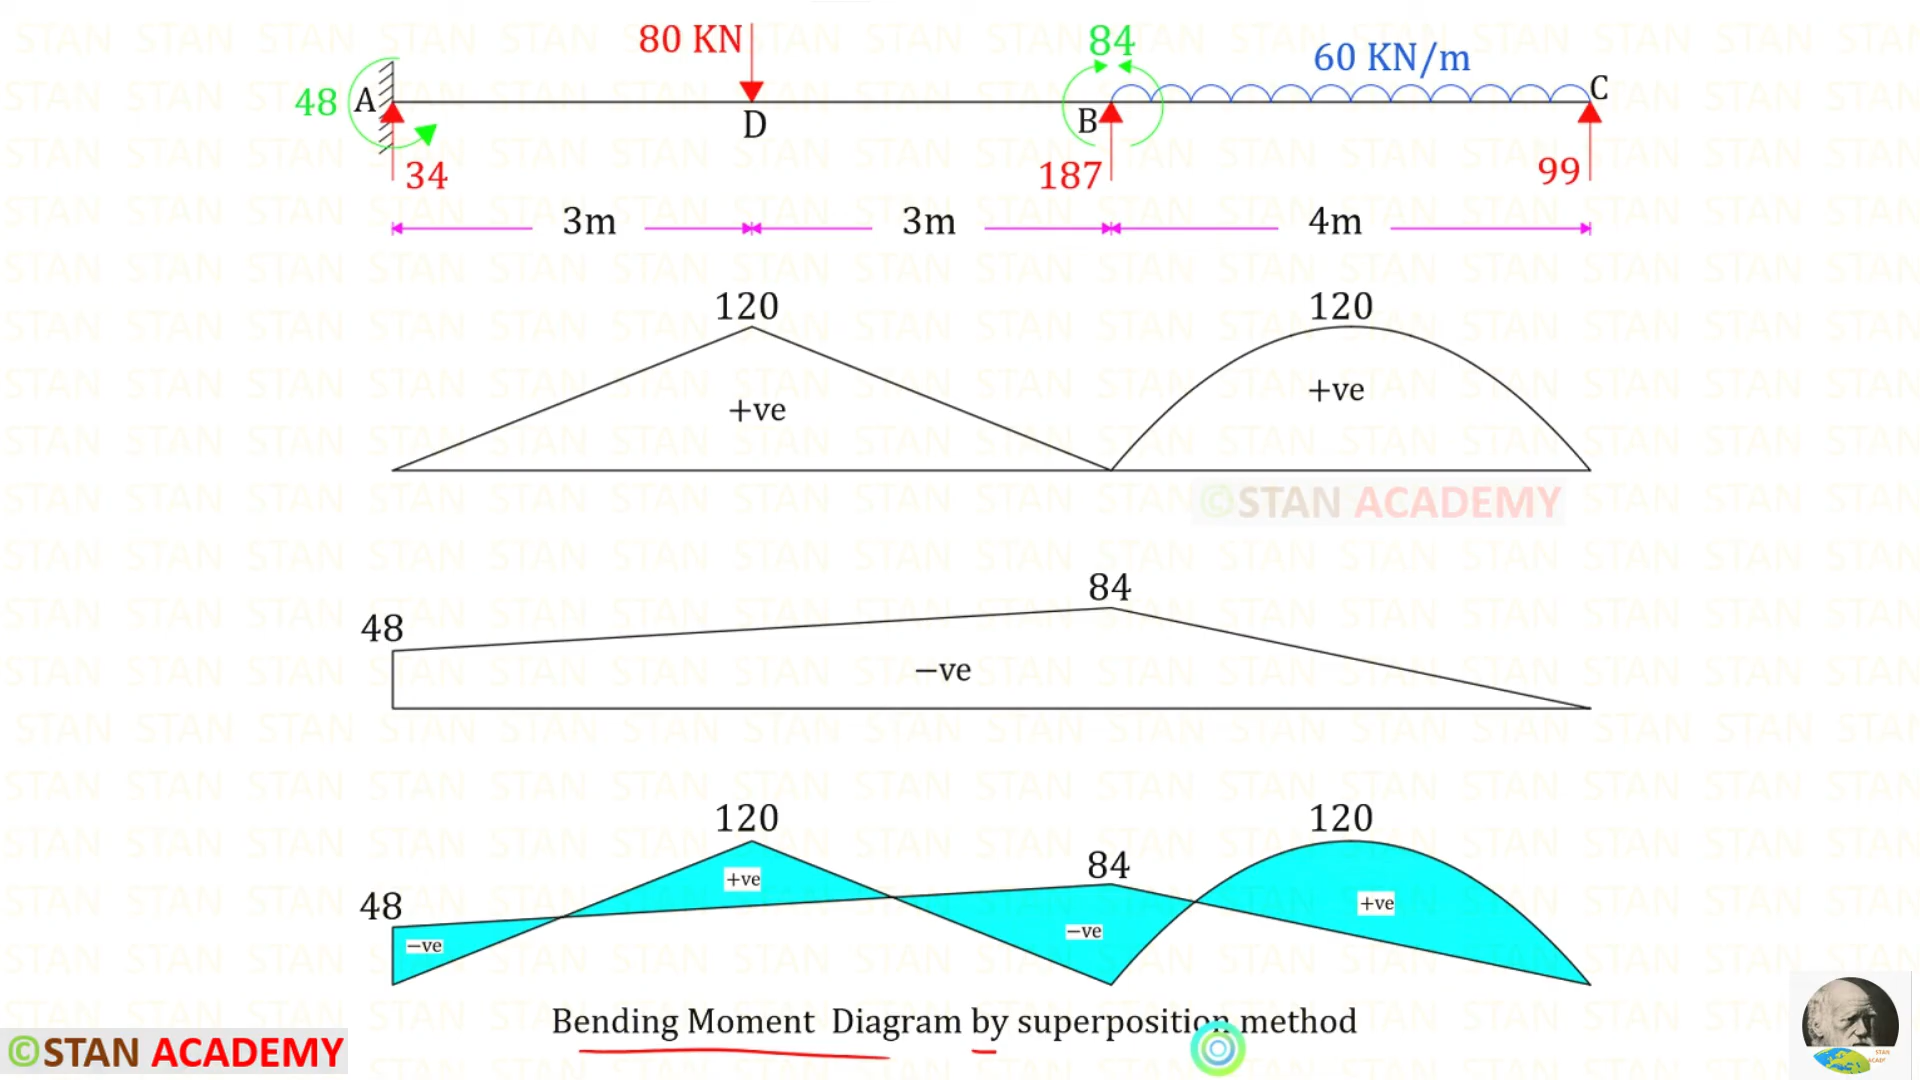 80 KN
84
60 KN/m
48
A
D
B
C
34
187
99
3m
3m
4m
120
120
+ve
+ve
©STAN ACADEMY
84
48
−ve
120
120
84
48
+ve
−ve
−ve
+ve
Bending Moment Diagram by superposition method
©STAN ACADEMY